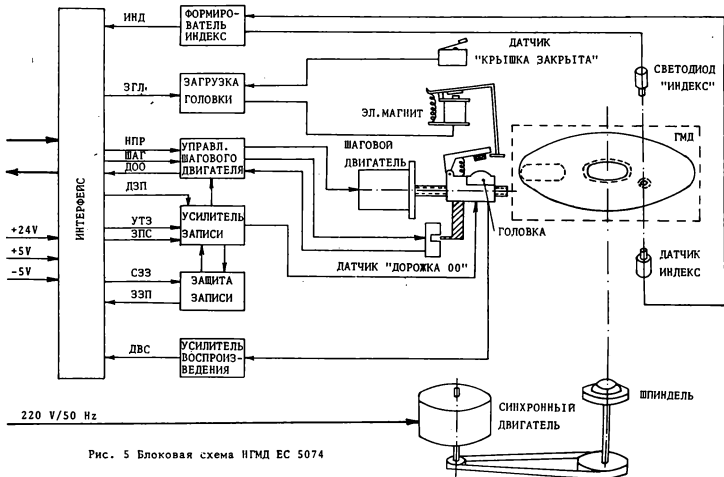 ИНД
ФОРМИРО-
ВАТЕЛЬ
ИНДЕКС
ДАТЧИК
"КРЫШКА ЗАКРЫТА"
СВЕТОДИОД
"ИНДЕКС"
ЗГЛ.
ЗАГРУЗКА
ГОЛОВКИ
ЭЛ.МАГНИТ
ГМД
НПР
ШАГ
ДОО
УПРАВЛ.
ШАГОВОГО
ДВИГАТЕЛЯ
ШАГОВОЙ
ДВИГАТЕЛЬ
ИНТЕРФЕЙС
ДЗП
УТЗ
ЗПС
УСИЛИТЕЛЬ
ЗАПИСИ
ГОЛОВКА
+24V
+5V
-5V
ДАТЧИК "ДОРОЖКА 00"
ДАТЧИК
ИНДЕКС
СЗЗ
ЗЗП
ЗАЩИТА
ЗАПИСИ
ДВС
УСИЛИТЕЛЬ
ВОСПРОИЗ-
ВЕДЕНИЯ
220 V/50 Hz
СИНХРОННЫЙ
ДВИГАТЕЛЬ
ШПИНДЕЛЬ
Рис. 5 Блоковая схема НГМД ЕС 5074